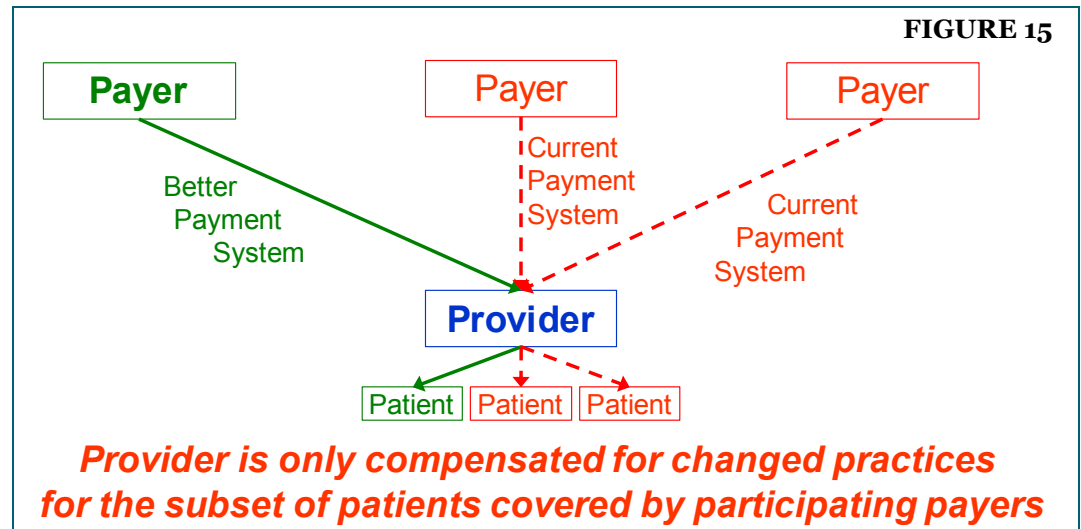 FIGURE 15
Payer
Payer
Payer
Better
Payment
System
Current
Payment
System
Current
Payment
System
Provider
Patient
Patient
Patient
Provider is only compensated for changed practices
for the subset of patients covered by participating payers